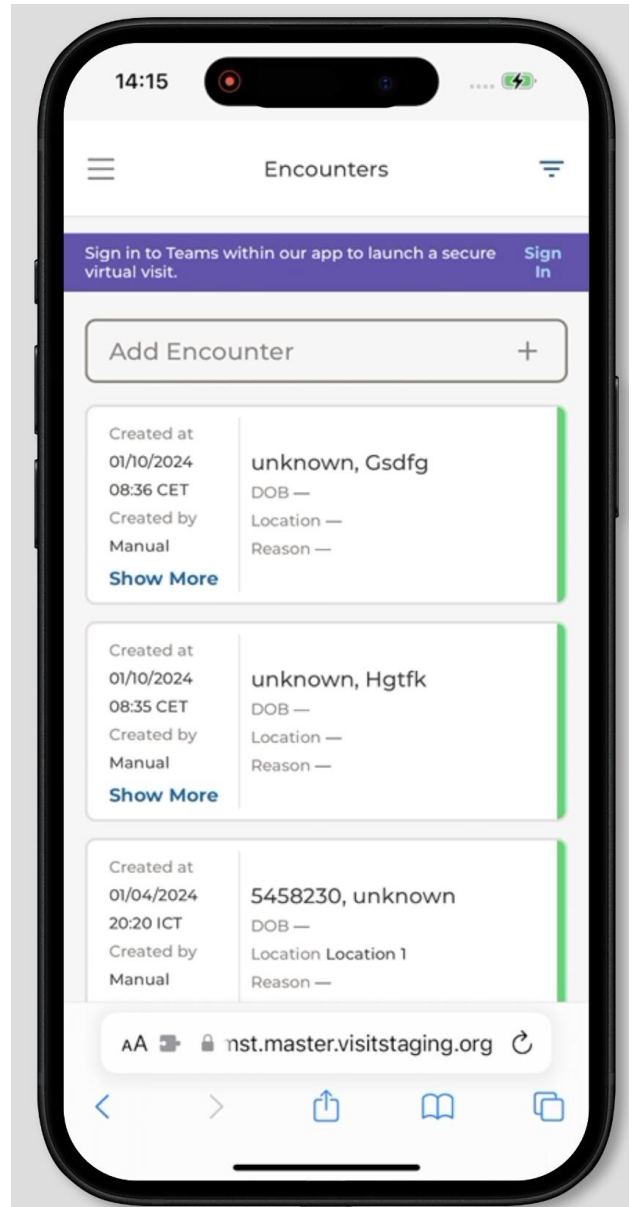 14:15
Encounters
Sign in to Teams within our app to launch a secure
virtual visit.
Sign
In
Add Encounter +
Created at
01/10/2024
08:36 CET
Created by
Manual
Show More
unknown, Gsdfg
DOB —
Location —
Reason —
Created at
01/10/2024
08:35 CET
Created by
Manual
Show More
unknown, Hgtfk
DOB —
Location —
Reason —
Created at
01/04/2024
20:20 ICT
Created by
Manual
5458230, unknown
DOB —
Location Location 1
Reason —
AA
mst.master.visitstaging.org